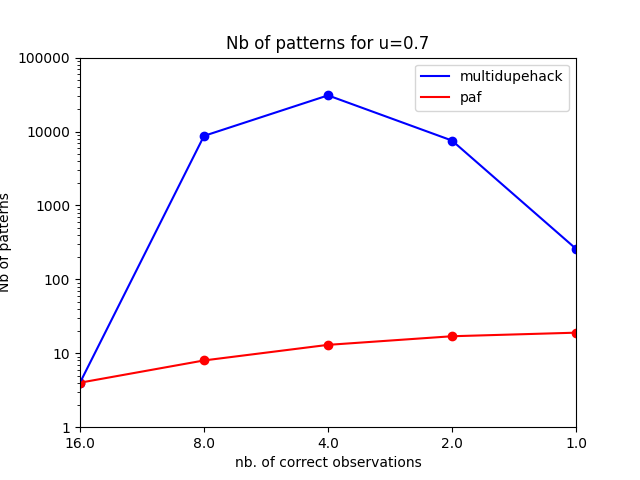 Nb of patterns for u=0.7
multidupehack
paf
100000
10000
1000
100
10
1
Nb of patterns
16.0 8.0 4.0 2.0 1.0
nb. of correct observations